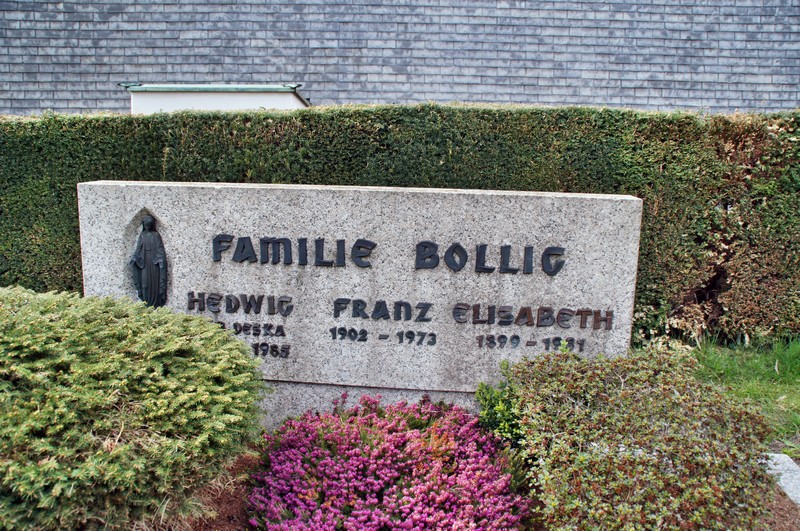 FAMILIE BOLLIG
HEDWIG FRANZ ELISABETH
DESKA 1902 – 1973 1899 – 1981
1985